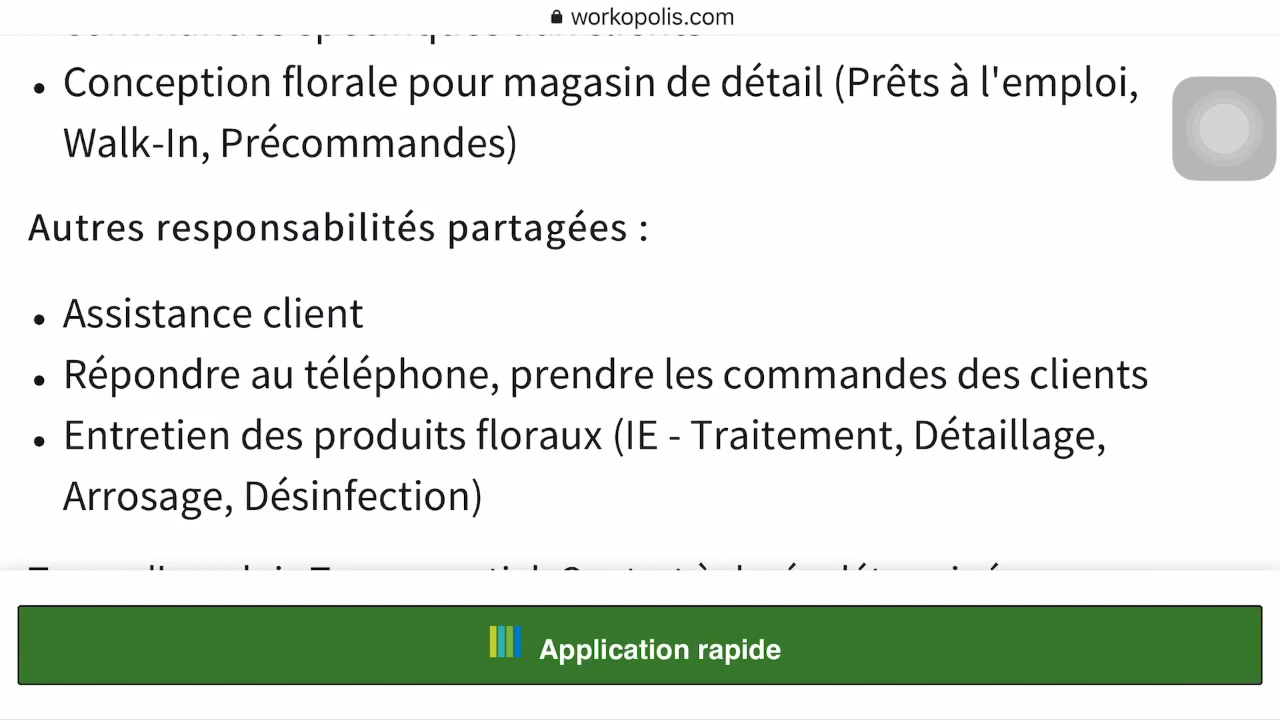 workopolis.com
• Conception florale pour magasin de détail (Prêts à l'emploi,
Walk-In, Précommandes)
Autres responsabilités partagées :
• Assistance client
• Répondre au téléphone, prendre les commandes des clients
• Entretien des produits floraux (IE - Traitement, Détaillage,
Arrosage, Désinfection)
Application rapide